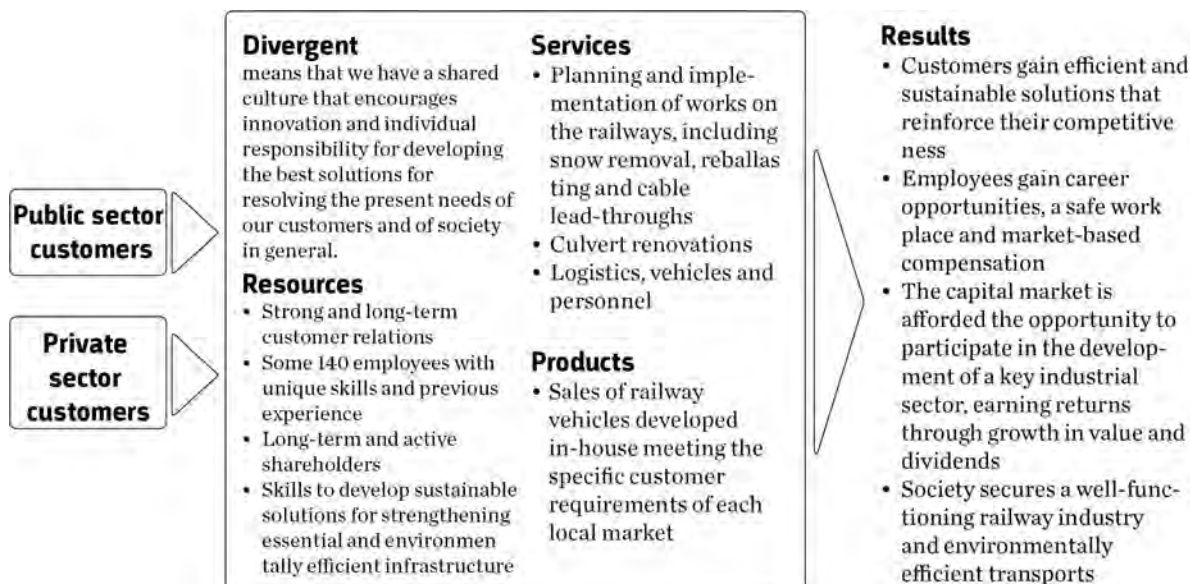 Public sector
customers
Private
sector
customers
Divergent
means that we have a shared
culture that encourages
innovation and individual
responsibility for developing
the best solutions for
resolving the present needs of
our customers and of society
in general.
Resources
• Strong and long-term
customer relations
• Some 140 employees with
unique skills and previous
experience
• Long-term and active
shareholders
• Skills to develop sustainable
solutions for strengthening
essential and environmen
tally efficient infrastructure
Services
• Planning and imple-
mentation of works on
the railways, including
snow removal, reballas
ting and cable
lead-throughs
• Culvert renovations
• Logistics, vehicles and
personnel
Products
• Sales of railway
vehicles developed
in-house meeting the
specific customer
requirements of each
local market
Results
• Customers gain efficient and
sustainable solutions that
reinforce their competitive
ness
• Employees gain career
opportunities, a safe work
place and market-based
compensation
• The capital market is
afforded the opportunity to
participate in the develop-
ment of a key industrial
sector, earning returns
through growth in value and
dividends
• Society secures a well-func-
tioning railway industry
and environmentally
efficient transports